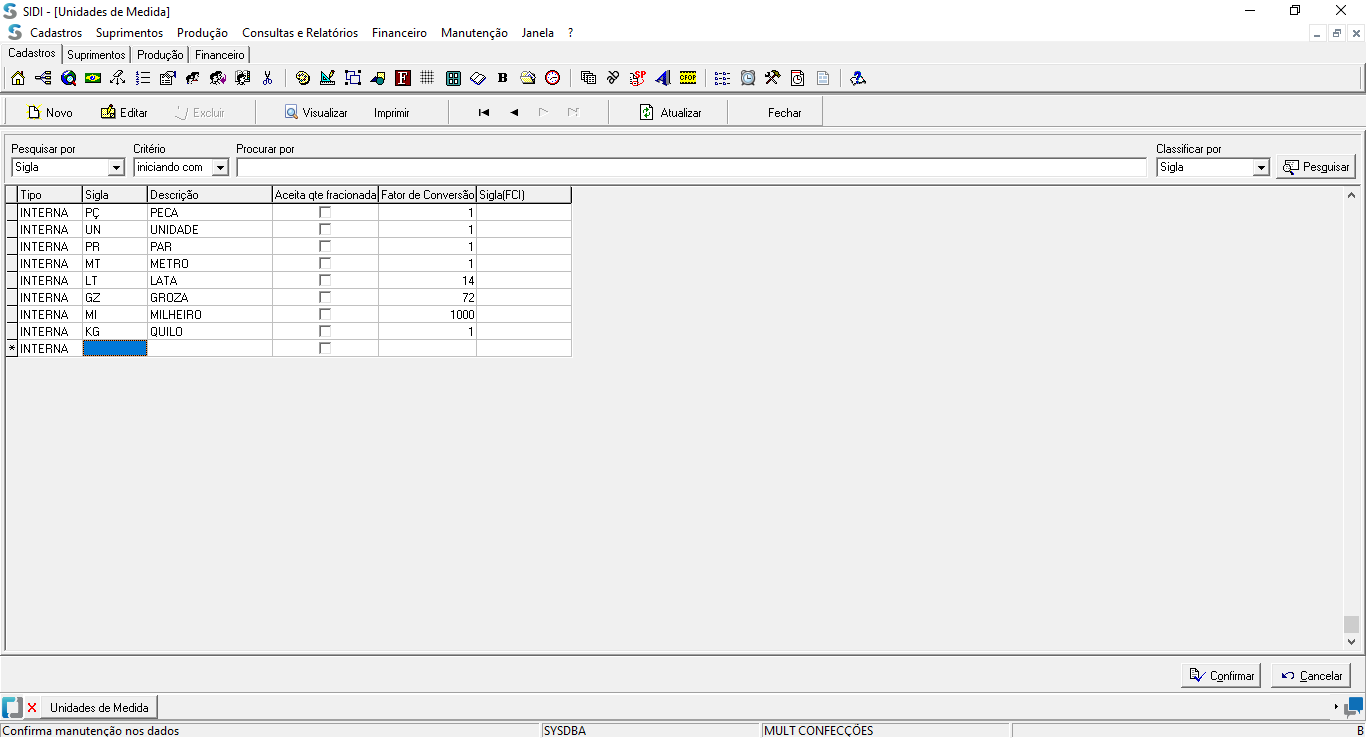 SIDI - [Unidades de Medida]
Cadastros Suprimentos Produção Consultas e Relatórios Financeiro Manutenção Janela ?
Cadastros Suprimentos Produção Financeiro
F B SP CFOP
Novo Editar Excluir Visualizar Imprimir Atualizar Fechar
Pesquisar por Critério Procurar por Classificar por
Sigla iniciando com Sigla Pesquisar
Tipo Sigla Descrição Aceita qte fracionada Fator de Conversão Sigla(FCI)
INTERNA PÇ PECA 1
INTERNA UN UNIDADE 1
INTERNA PR PAR 1
INTERNA MT METRO 1
INTERNA LT LATA 14
INTERNA GZ GROZA 72
INTERNA MI MILHEIRO 1000
INTERNA KG QUILO 1
* INTERNA
Confirmar Cancelar
Unidades de Medida
Confirma manutenção nos dados SYSDBA MULT CONFECÇÕES B